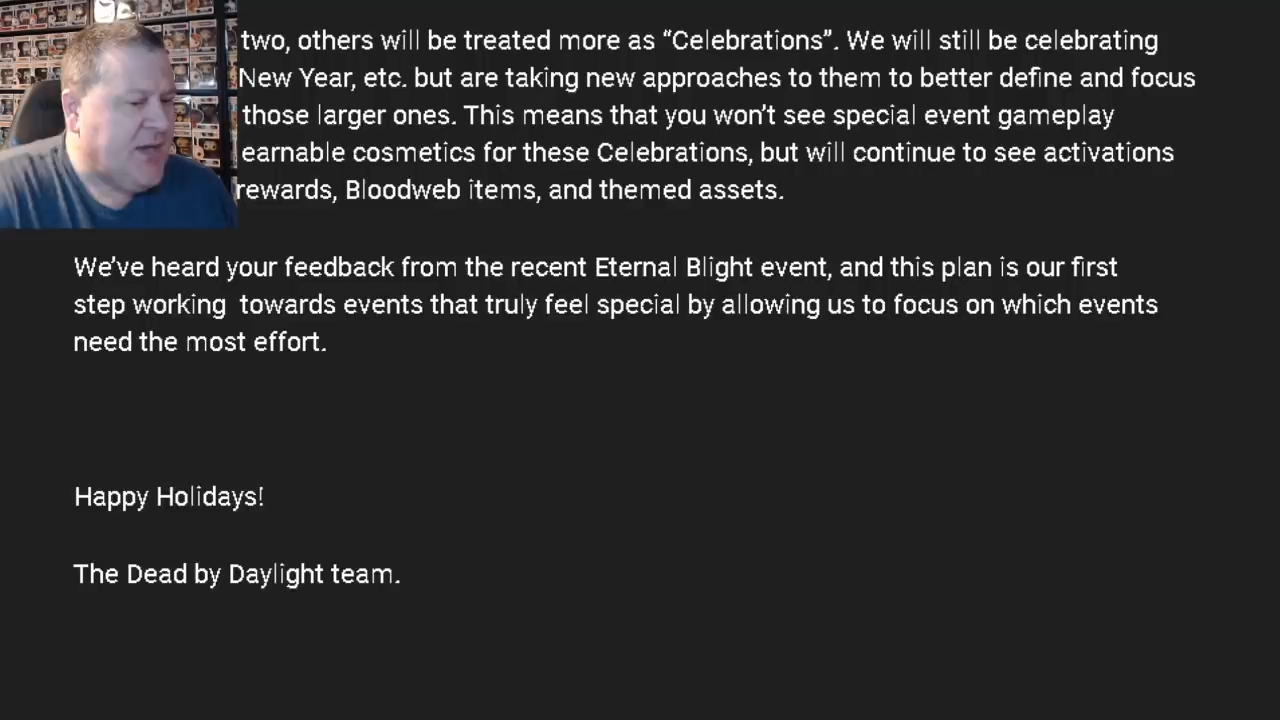 two, others will be treated more as “Celebrations”. We will still be celebrating
New Year, etc. but are taking new approaches to them to better define and focus
those larger ones. This means that you won’t see special event gameplay
earnable cosmetics for these Celebrations, but will continue to see activations
rewards, Bloodweb items, and themed assets.
We’ve heard your feedback from the recent Eternal Blight event, and this plan is our first
step working towards events that truly feel special by allowing us to focus on which events
need the most effort.
Happy Holidays!
The Dead by Daylight team.